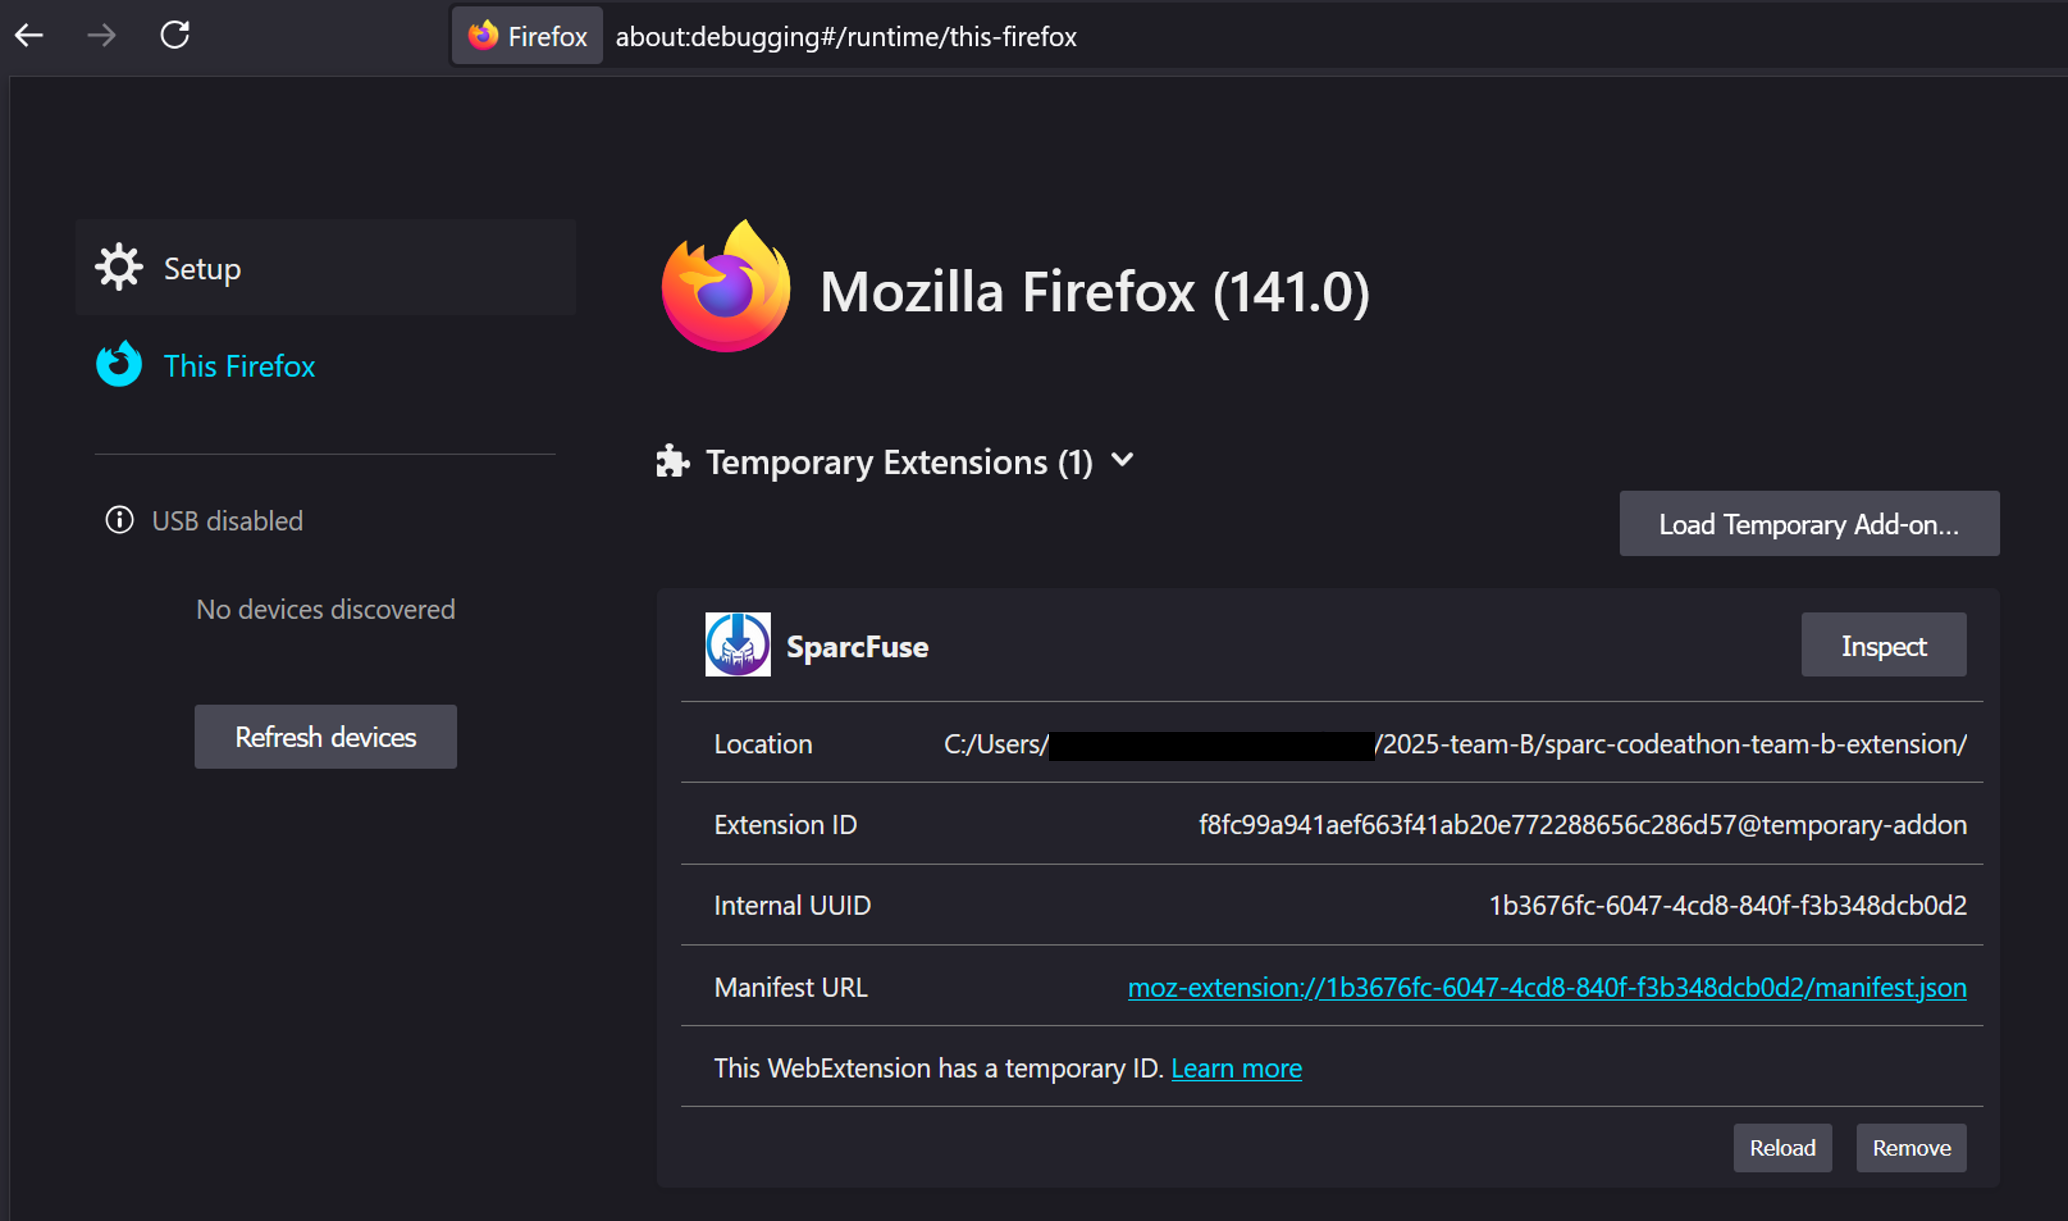 Firefox about:debugging#/runtime/this-firefox
Setup
This Firefox
USB disabled
No devices discovered
Refresh devices
Mozilla Firefox (141.0)
Temporary Extensions (1)
Load Temporary Add-on...
SparcFuse
Inspect
Location C:/Users/ /2025-team-B/sparc-codeathon-team-b-extension/
Extension ID f8fc99a941aef663f41ab20e772288656c286d57@temporary-addon
Internal UUID 1b3676fc-6047-4cd8-840f-f3b348dcb0d2
Manifest URL moz-extension://1b3676fc-6047-4cd8-840f-f3b348dcb0d2/manifest.json
This WebExtension has a temporary ID. Learn more
Reload Remove